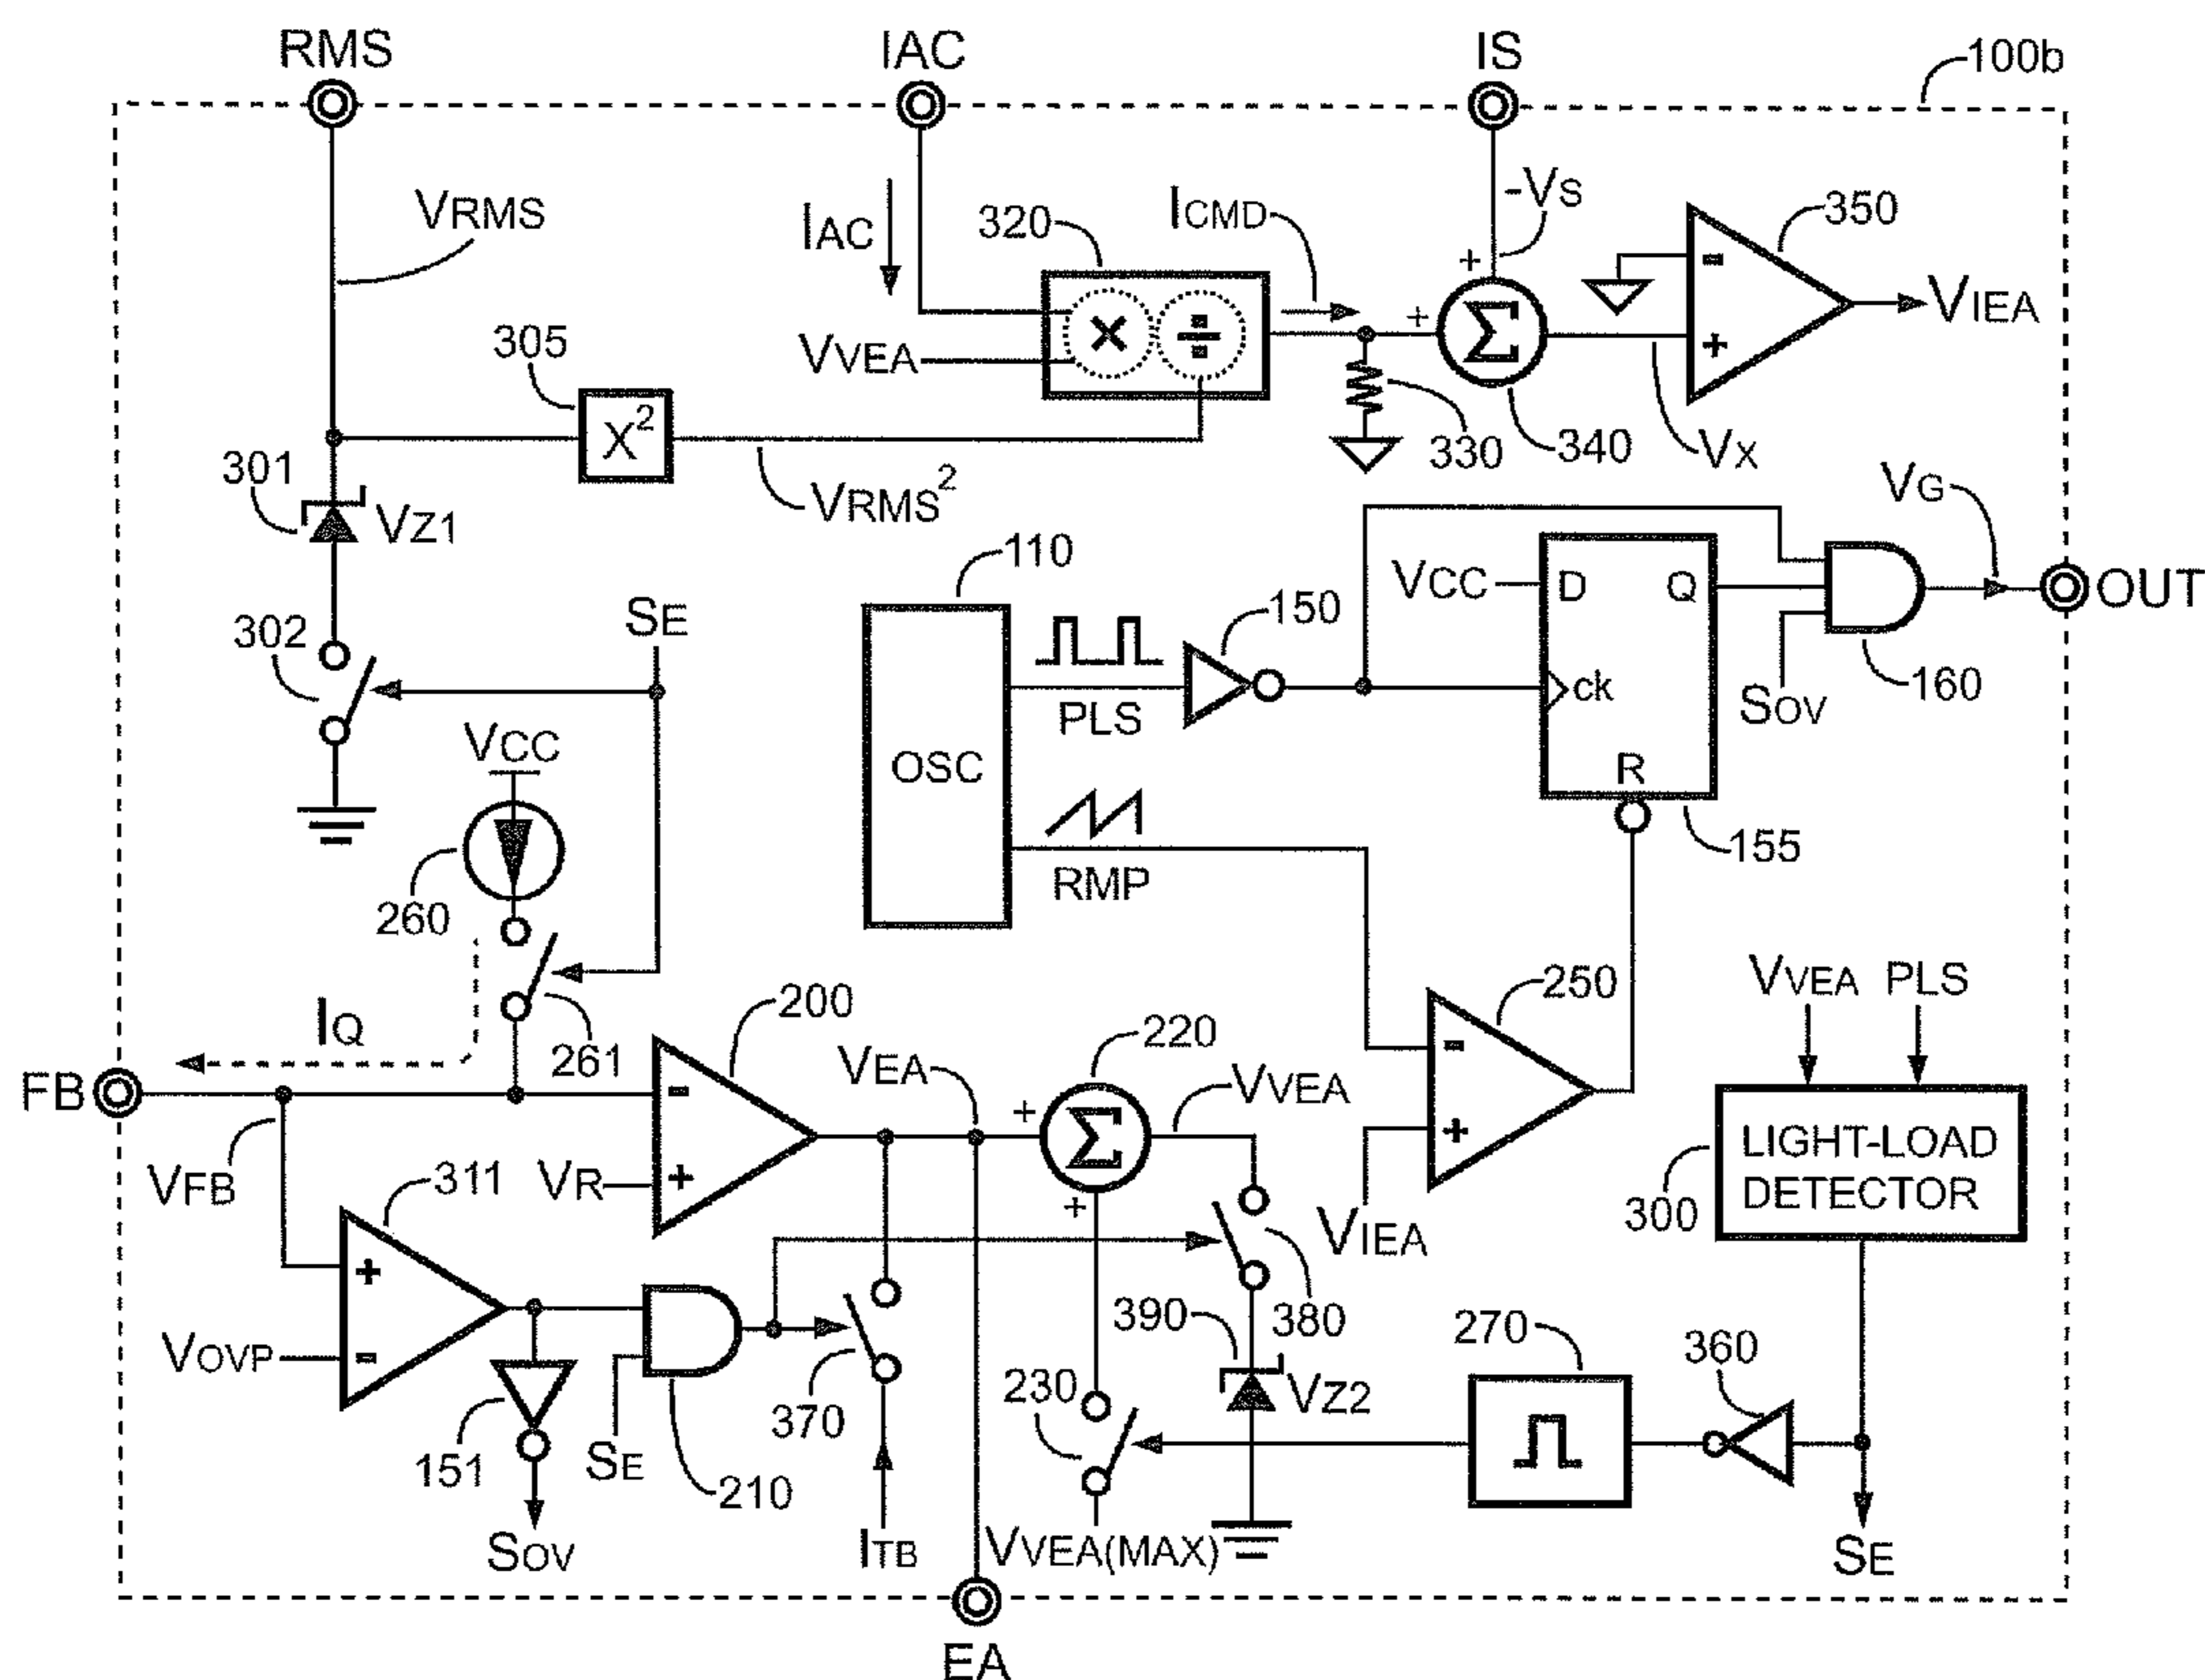 RMS
IAC
IS
100b
VRMS
IAC
320
ICMD
-VS
350
+
305
VVEA
× ÷
+
Σ
-
+
VIEA
X²
330
340
VX
301
VZ1
VRMS²
VG
110
VCC
D
Q
OUT
302
SE
150
PLS
ck
160
SOV
VCC
OSC
R
260
RMP
155
IQ
261
200
VEA
220
VVEA
250
VVEA
PLS
FB
-
+
Σ
-
LIGHT-LOAD
DETECTOR
300
VFB
311
VR
+
+
+
VIEA
+
VOVP
-
390
380
270
360
151
SE
210
370
230
VZ2
SOV
ITB
VVEA(MAX)
SE
EA